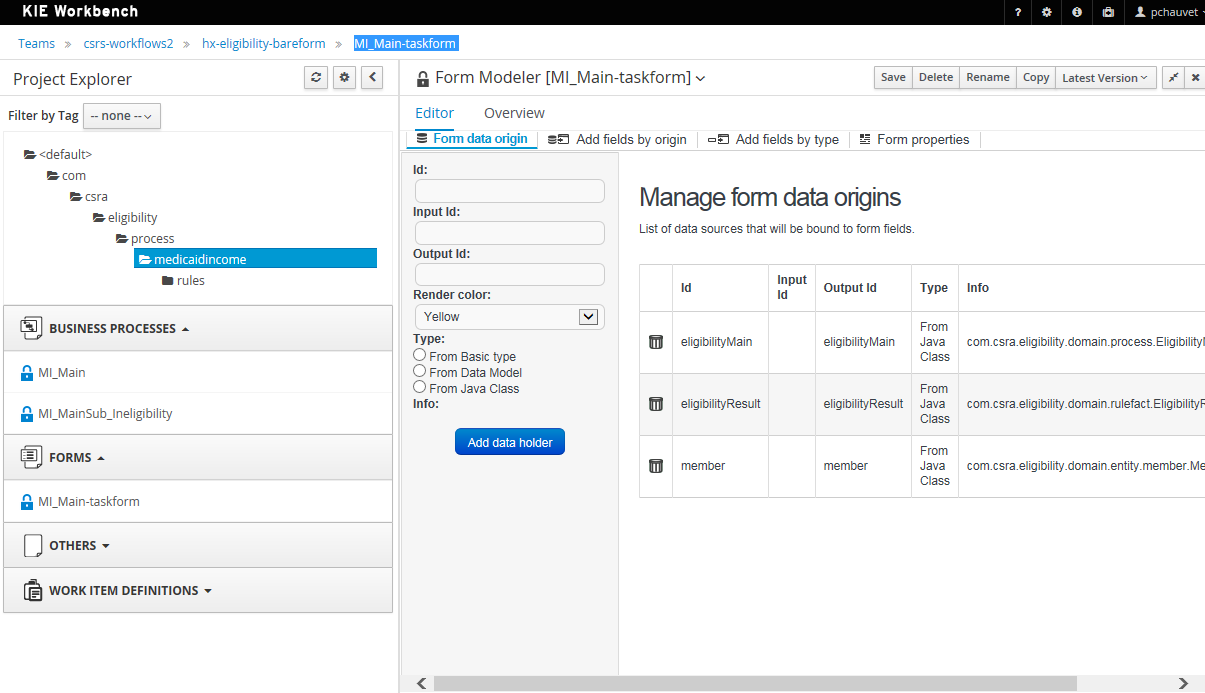 KIE Workbench
? pchauvet
Teams » csrs-workflows2 » hx-eligibility-bareform » MI_Main-taskform
Project Explorer
Filter by Tag -- none --
<default>
com
csra
eligibility
process
medicaidincome
rules
BUSINESS PROCESSES
MI_Main
MI_MainSub_Ineligibility
FORMS
MI_Main-taskform
OTHERS
WORK ITEM DEFINITIONS
Form Modeler [MI_Main-taskform]
Save Delete Rename Copy Latest Version
Editor Overview
Form data origin Add fields by origin Add fields by type Form properties
Id:
Input Id:
Output Id:
Render color:
Yellow
Type:
From Basic type
From Data Model
From Java Class
Info:
Add data holder
Manage form data origins
List of data sources that will be bound to form fields.
Id Input Id Output Id Type Info
eligibilityMain eligibilityMain From Java Class com.csra.eligibility.domain.process.Eligibility
eligibilityResult eligibilityResult From Java Class com.csra.eligibility.domain.rulefact.Eligibility
member member From Java Class com.csra.eligibility.domain.entity.member.Me